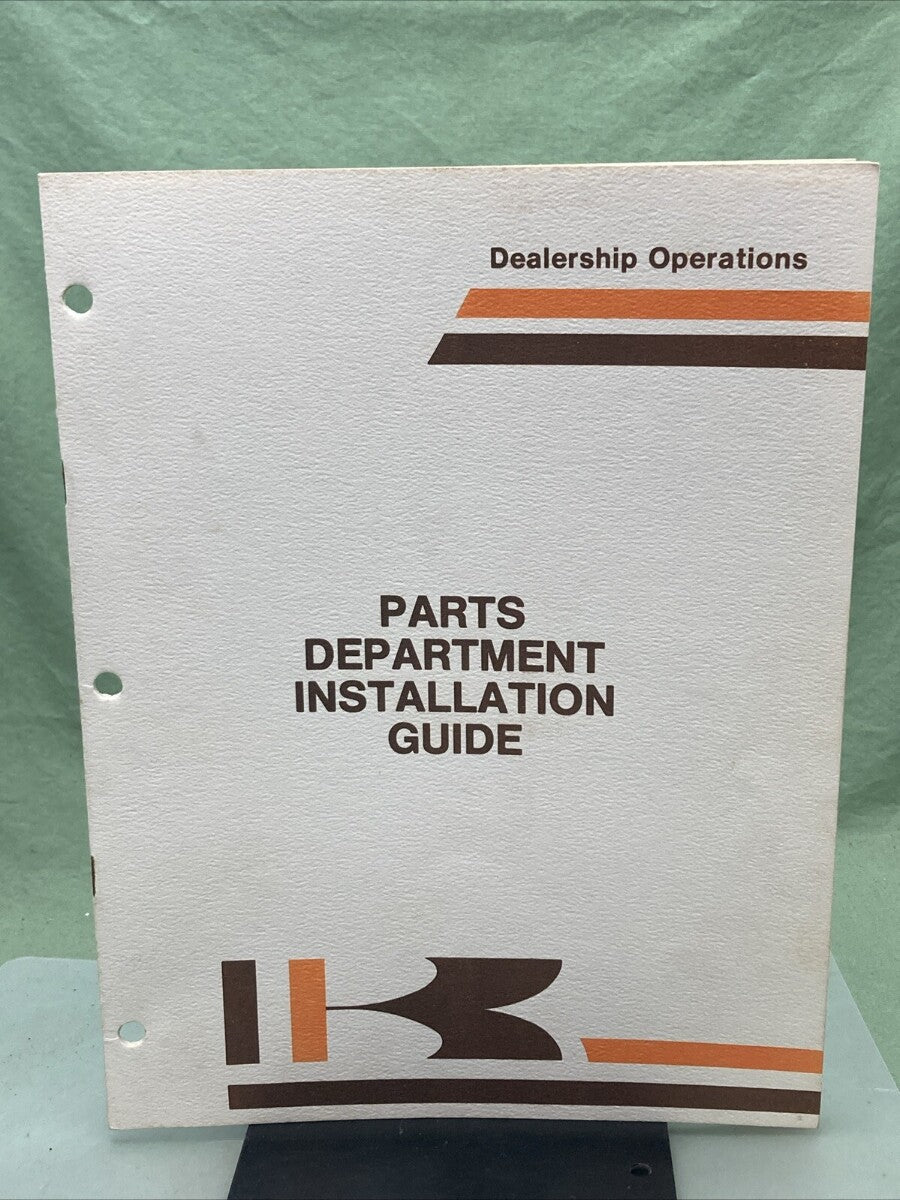 Dealership Operations
PARTS
DEPARTMENT
INSTALLATION
GUIDE